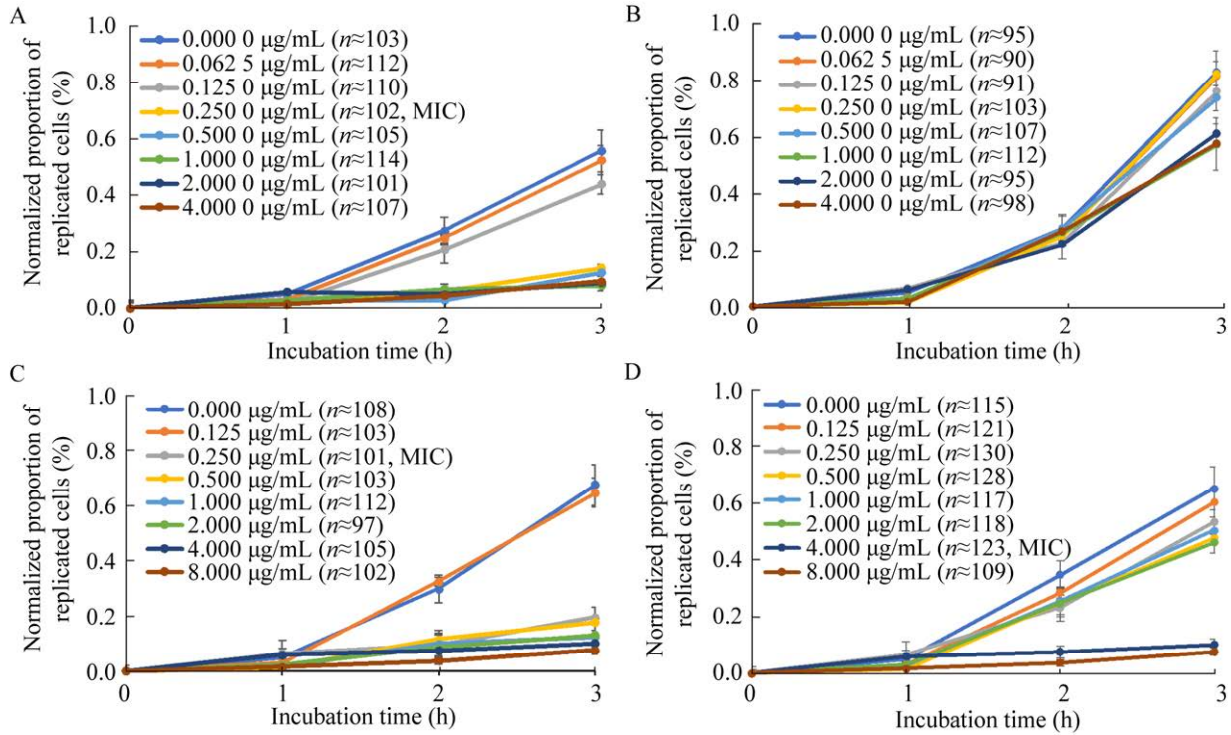 A
Normalized proportion of
replicated cells (%)
1.0
0.8
0.6
0.4
0.2
0.0
0.000 0 μg/mL (n≈103)
0.062 5 μg/mL (n≈112)
0.125 0 μg/mL (n≈110)
0.250 0 μg/mL (n≈102, MIC)
0.500 0 μg/mL (n≈105)
1.000 0 μg/mL (n≈114)
2.000 0 μg/mL (n≈101)
4.000 0 μg/mL (n≈107)
0 1 2 3
Incubation time (h)
B
Normalized proportion of
replicated cells (%)
1.0
0.8
0.6
0.4
0.2
0.0
0.000 0 μg/mL (n≈95)
0.062 5 μg/mL (n≈90)
0.125 0 μg/mL (n≈91)
0.250 0 μg/mL (n≈103)
0.500 0 μg/mL (n≈107)
1.000 0 μg/mL (n≈112)
2.000 0 μg/mL (n≈95)
4.000 0 μg/mL (n≈98)
0 1 2 3
Incubation time (h)
C
Normalized proportion of
replicated cells (%)
1.0
0.8
0.6
0.4
0.2
0.0
0.000 μg/mL (n≈108)
0.125 μg/mL (n≈103)
0.250 μg/mL (n≈101, MIC)
0.500 μg/mL (n≈103)
1.000 μg/mL (n≈112)
2.000 μg/mL (n≈97)
4.000 μg/mL (n≈105)
8.000 μg/mL (n≈102)
0 1 2 3
Incubation time (h)
D
Normalized proportion of
replicated cells (%)
1.0
0.8
0.6
0.4
0.2
0.0
0.000 μg/mL (n≈115)
0.125 μg/mL (n≈121)
0.250 μg/mL (n≈130)
0.500 μg/mL (n≈128)
1.000 μg/mL (n≈117)
2.000 μg/mL (n≈118)
4.000 μg/mL (n≈123, MIC)
8.000 μg/mL (n≈109)
0 1 2 3
Incubation time (h)